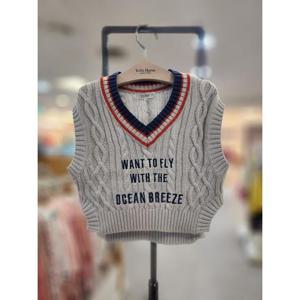 WANT TO FLY
WITH THE
OCEAN BREEZE